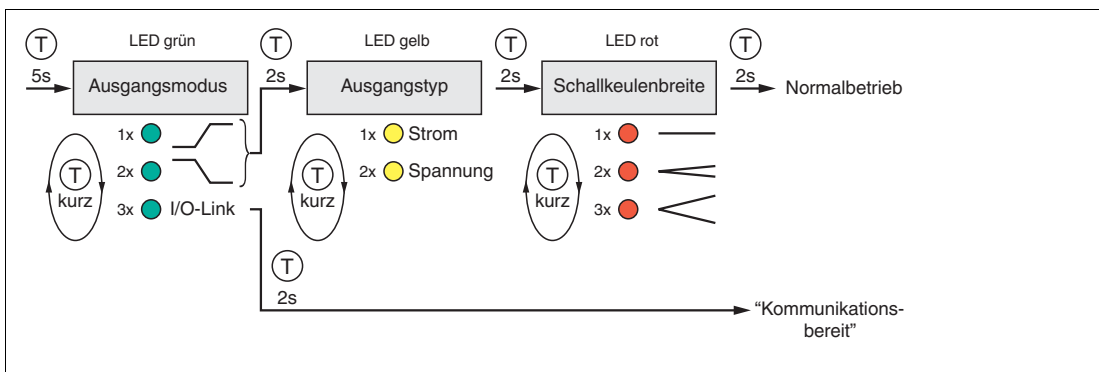 T LED grün T LED gelb T LED rot T
5s Ausgangsmodus 2s Ausgangstyp 2s Schallkeulenbreite 2s Normalbetrieb
1x 1x Strom 1x
T 2x T 2x Spannung T 2x
kurz 3x I/O-Link kurz kurz 3x
T
2s
“Kommunikations-
bereit”